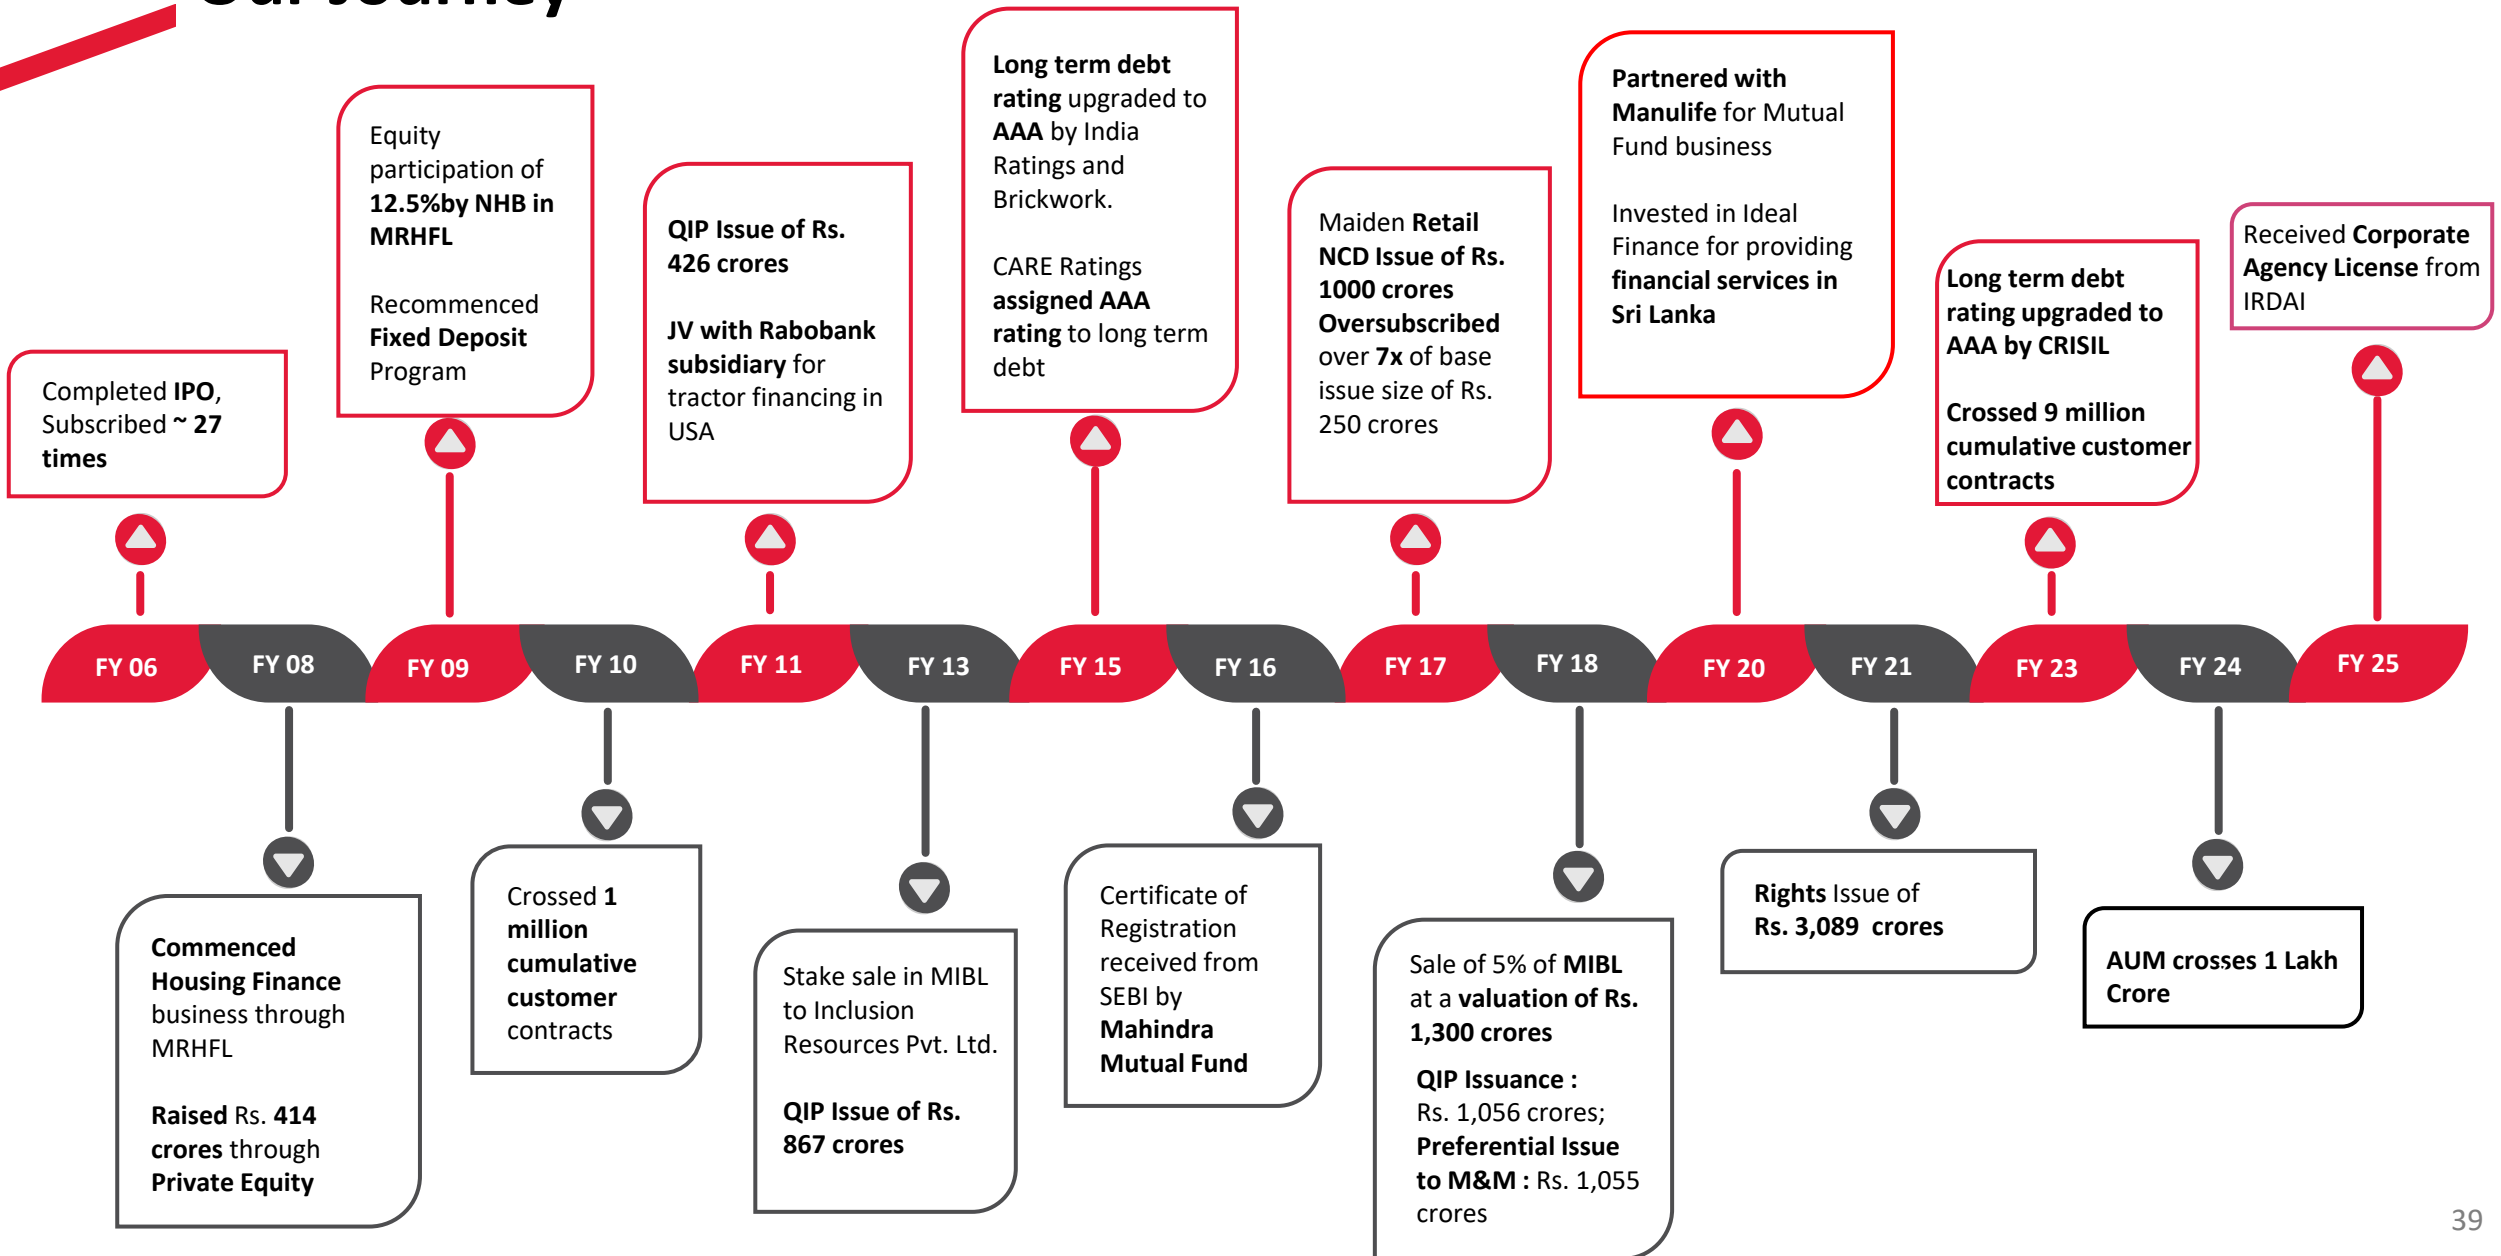 Our Journey
Completed IPO,
Subscribed ~ 27
times
Equity
participation of
12.5%by NHB in
MRHFL
Recommenced
Fixed Deposit
Program
QIP Issue of Rs.
426 crores
JV with Rabobank
subsidiary for
tractor financing in
USA
Long term debt
rating upgraded to
AAA by India
Ratings and
Brickwork.
CARE Ratings
assigned AAA
rating to long term
debt
Maiden Retail
NCD Issue of Rs.
1000 crores
Oversubscribed
over 7x of base
issue size of Rs.
250 crores
Partnered with
Manulife for Mutual
Fund business
Invested in Ideal
Finance for providing
financial services in
Sri Lanka
Long term debt
rating upgraded to
AAA by CRISIL
Crossed 9 million
cumulative customer
contracts
Received Corporate
Agency License from
IRDAI
FY 06
FY 08
FY 09
FY 10
FY 11
FY 13
FY 15
FY 16
FY 17
FY 18
FY 20
FY 21
FY 23
FY 24
FY 25
Commenced
Housing Finance
business through
MRHFL
Raised Rs. 414
crores through
Private Equity
Crossed 1
million
cumulative
customer
contracts
Stake sale in MIBL
to Inclusion
Resources Pvt. Ltd.
QIP Issue of Rs.
867 crores
Certificate of
Registration
received from
SEBI by
Mahindra
Mutual Fund
Sale of 5% of MIBL
at a valuation of Rs.
1,300 crores
QIP Issuance :
Rs. 1,056 crores;
Preferential Issue
to M&M : Rs. 1,055
crores
Rights Issue of
Rs. 3,089 crores
AUM crosses 1 Lakh
Crore
39